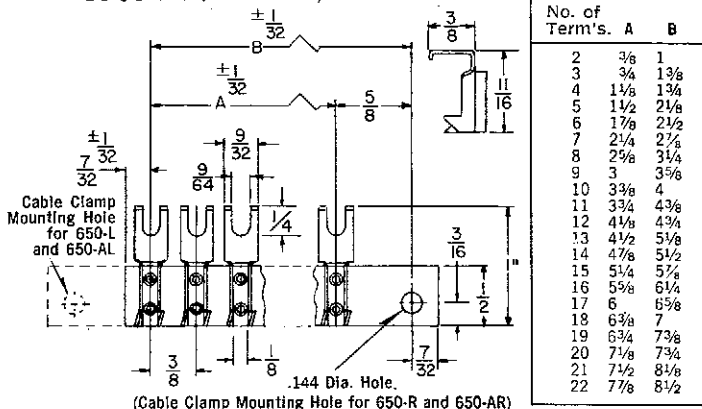 ± 1/32
B
± 1/32
A
5/8
3/8
11/16
± 1/32
7/32
9/32
9/64
1/4
Cable Clamp
Mounting Hole
for 650-L
and 650-AL
3/16
1/2
1"
3/8
1/8
7/32
.144 Dia. Hole.
(Cable Clamp Mounting Hole for 650-R and 650-AR)
No. of
Term's. A B
2 3/8 1
3 3/4 1 3/8
4 1 1/8 1 3/4
5 1 1/2 2 1/8
6 1 7/8 2 1/2
7 2 1/4 2 7/8
8 2 5/8 3 1/4
9 3 3 5/8
10 3 3/8 4
11 3 3/4 4 3/8
12 4 1/8 4 3/4
13 4 1/2 5 1/8
14 4 7/8 5 1/2
15 5 1/4 5 7/8
16 5 5/8 6 1/4
17 6 6 5/8
18 6 3/8 7
19 6 3/4 7 3/8
20 7 1/8 7 3/4
21 7 1/2 8 1/8
22 7 7/8 8 1/2